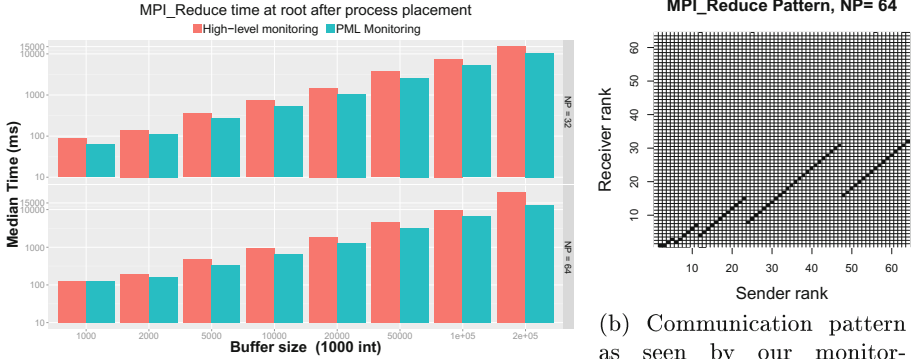 MPI_Reduce time at root after process placement
High−level monitoring PML Monitoring
Median Time (ms)
15000
10000
1000
100
10
NP = 32
15000
1000
100
10
NP = 64
1000 2000 5000 10000 20000 50000 1e+05 2e+05
Buffer size (1000 int)
MPI_Reduce Pattern, NP= 64
Receiver rank
60
50
40
30
20
10
10 20 30 40 50 60
Sender rank
(b) Communication pattern
as seen by our monitor-